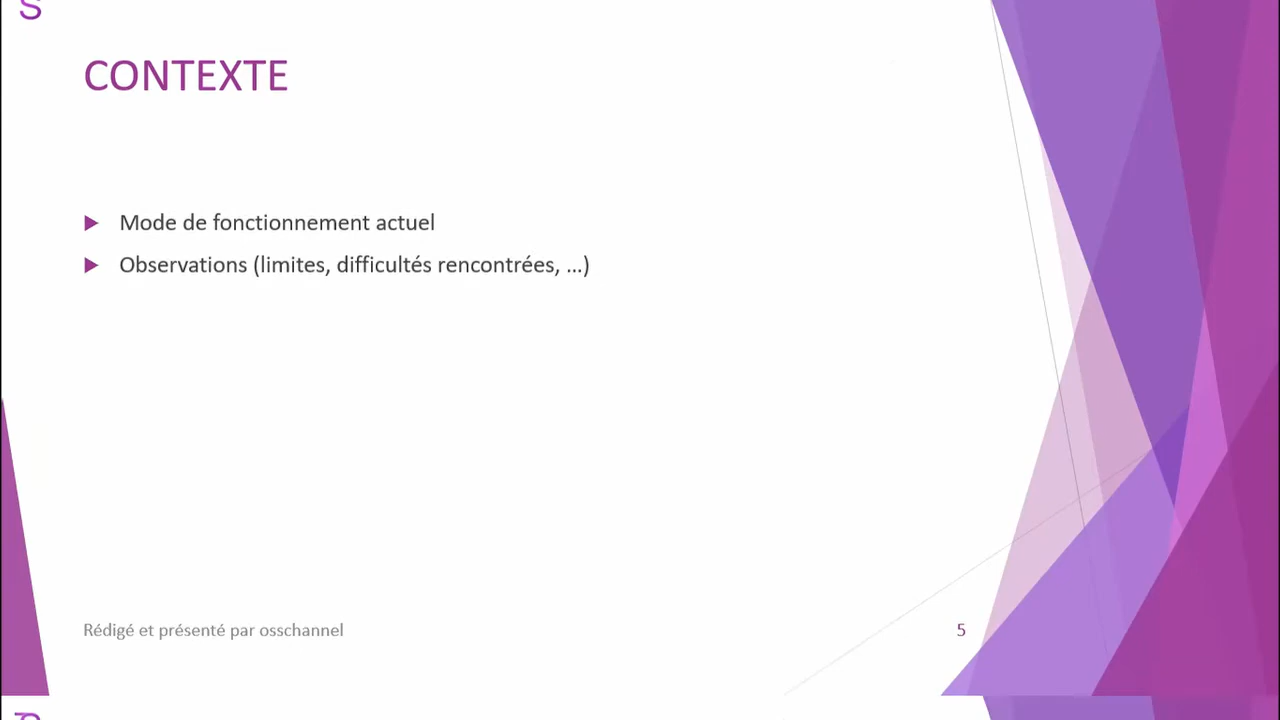 S
CONTEXTE
Mode de fonctionnement actuel
Observations (limites, difficultés rencontrées, ...)
Rédigé et présenté par osschannel
5